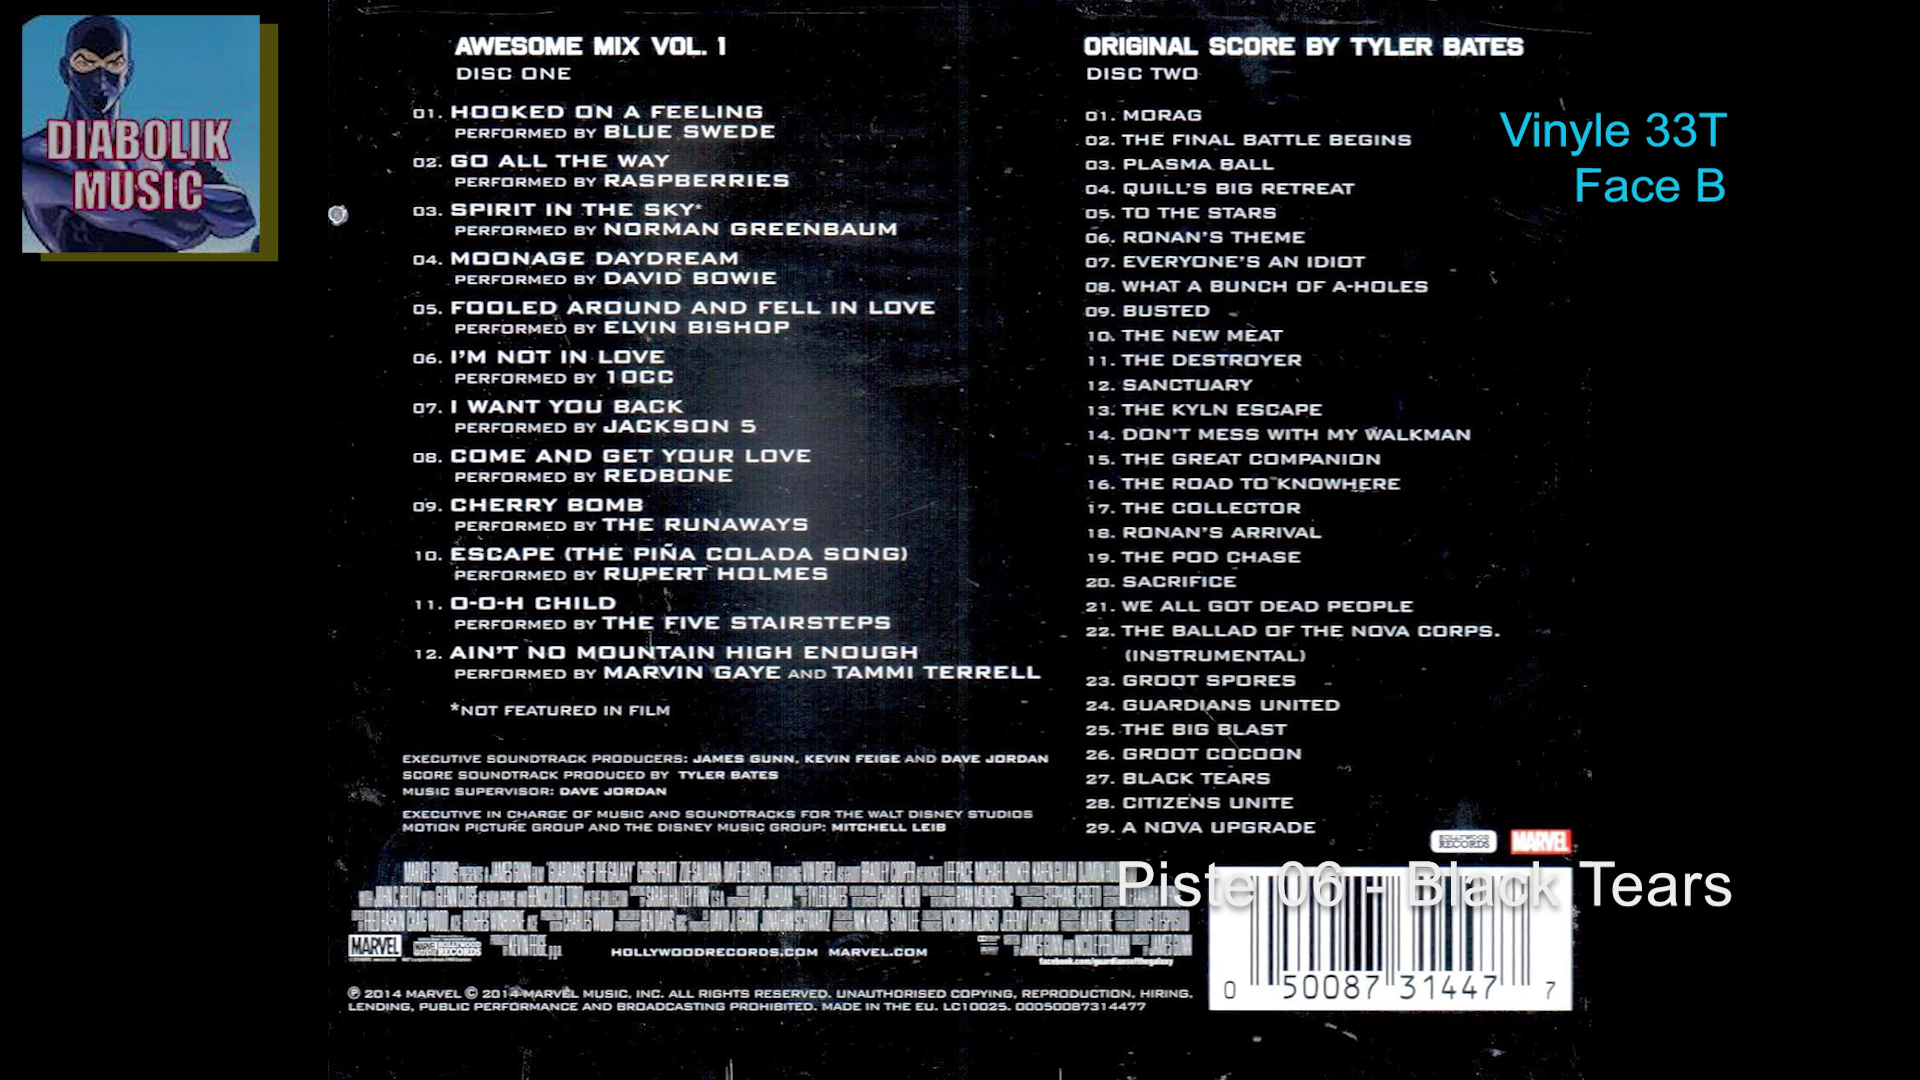 DIABOLIK
MUSIC
AWESOME MIX VOL. 1
DISC ONE
01. HOOKED ON A FEELING
PERFORMED BY BLUE SWEDE
02. GO ALL THE WAY
PERFORMED BY RASPBERRIES
03. SPIRIT IN THE SKY*
PERFORMED BY NORMAN GREENBAUM
04. MOONAGE DAYDREAM
PERFORMED BY DAVID BOWIE
05. FOOLED AROUND AND FELL IN LOVE
PERFORMED BY ELVIN BISHOP
06. I'M NOT IN LOVE
PERFORMED BY 10CC
07. I WANT YOU BACK
PERFORMED BY JACKSON 5
08. COME AND GET YOUR LOVE
PERFORMED BY REDBONE
09. CHERRY BOMB
PERFORMED BY THE RUNAWAYS
10. ESCAPE (THE PIÑA COLADA SONG)
PERFORMED BY RUPERT HOLMES
11. O-O-H CHILD
PERFORMED BY THE FIVE STAIRSTEPS
12. AIN'T NO MOUNTAIN HIGH ENOUGH
PERFORMED BY MARVIN GAYE AND TAMMI TERRELL
*NOT FEATURED IN FILM
EXECUTIVE SOUNDTRACK PRODUCERS: JAMES GUNN, KEVIN FEIGE AND DAVE JORDAN
SCORE SOUNDTRACK PRODUCED BY TYLER BATES
MUSIC SUPERVISOR: DAVE JORDAN
EXECUTIVE IN CHARGE OF MUSIC AND SOUNDTRACKS FOR THE WALT DISNEY STUDIOS
MOTION PICTURE GROUP AND THE DISNEY MUSIC GROUP: MITCHELL LEIB
ORIGINAL SCORE BY TYLER BATES
DISC TWO
01. MORAG
02. THE FINAL BATTLE BEGINS
03. PLASMA BALL
04. QUILL'S BIG RETREAT
05. TO THE STARS
06. RONAN'S THEME
07. EVERYONE'S AN IDIOT
08. WHAT A BUNCH OF A-HOLES
09. BUSTED
10. THE NEW MEAT
11. THE DESTROYER
12. SANCTUARY
13. THE KYLN ESCAPE
14. DON'T MESS WITH MY WALKMAN
15. THE GREAT COMPANION
16. THE ROAD TO KNOWHERE
17. THE COLLECTOR
18. RONAN'S ARRIVAL
19. THE POD CHASE
20. SACRIFICE
21. WE ALL GOT DEAD PEOPLE
22. THE BALLAD OF THE NOVA CORPS.
(INSTRUMENTAL)
23. GROOT SPORES
24. GUARDIANS UNITED
25. THE BIG BLAST
26. GROOT COCOON
27. BLACK TEARS
28. CITIZENS UNITE
29. A NOVA UPGRADE
Vinyle 33T
Face B
HOLLYWOOD
RECORDS
MARVEL
Piste 06 - Black Tears
MARVEL
HOLLYWOODRECORDS.COM MARVEL.COM
facebook.com/guardiansofthegalaxy
℗ 2014 MARVEL © 2014 MARVEL MUSIC, INC. ALL RIGHTS RESERVED. UNAUTHORISED COPYING, REPRODUCTION, HIRING,
LENDING, PUBLIC PERFORMANCE AND BROADCASTING PROHIBITED. MADE IN THE EU. LC10025. 00050087314477
0 50087 31447 7